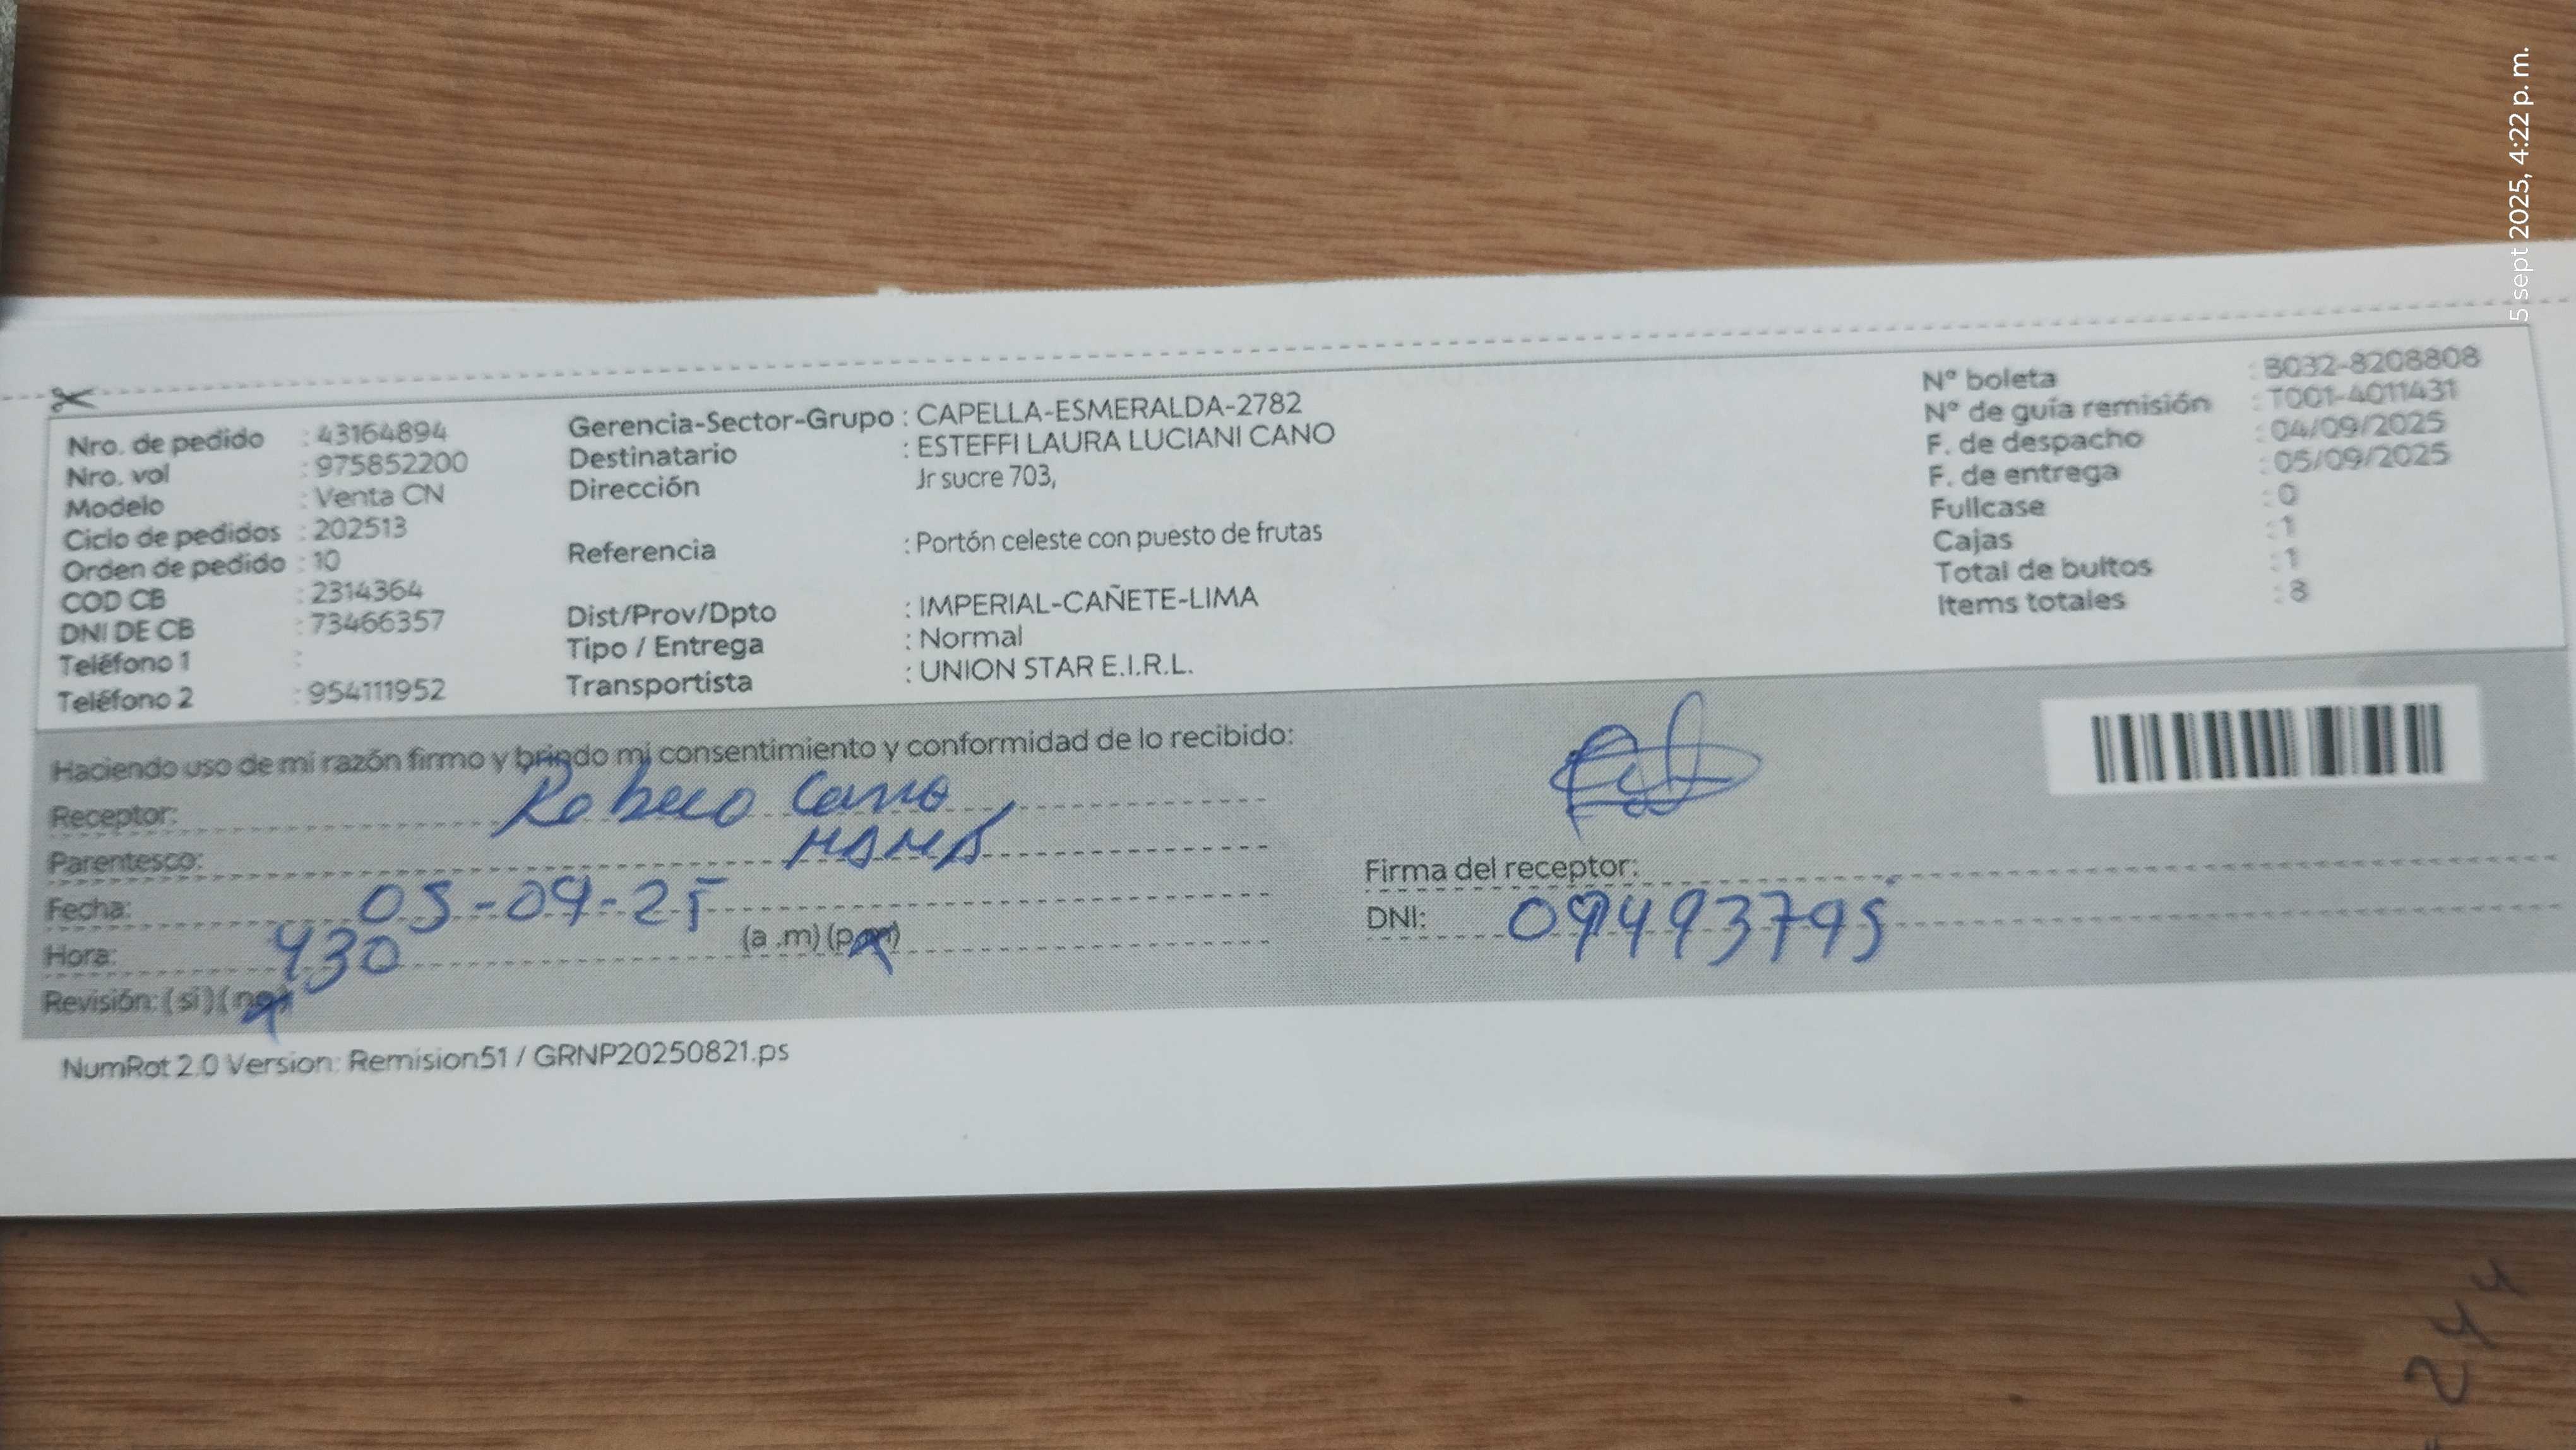 5 sept 2025, 4:22 p. m.
Nro. de pedido : 43164894
Nro. vol : 975852200
Modelo : Venta CN
Ciclo de pedidos : 202513
Orden de pedido : 10
COD CB : 2314364
DNI DE CB : 73466357
Teléfono 1 :
Teléfono 2 : 954111952
Gerencia-Sector-Grupo : CAPELLA-ESMERALDA-2782
Destinatario : ESTEFFI LAURA LUCIANI CANO
Dirección Jr sucre 703,
Referencia : Portón celeste con puesto de frutas
Dist/Prov/Dpto : IMPERIAL-CAÑETE-LIMA
Tipo / Entrega : Normal
Transportista : UNION STAR E.I.R.L.
Nº boleta : B032-8208808
Nº de guía remisión : T001-4011431
F. de despacho : 04/09/2025
F. de entrega : 05/09/2025
Fullcase : 0
Cajas : 1
Total de bultos : 1
Items totales : 8
Haciendo uso de mi razón firmo y brindo mi consentimiento y conformidad de lo recibido:
Receptor: Rebeca Cano
Parentesco: MAMA
Fecha: 05-09-25
Hora: 430 (a .m) (p.m)
Revisión: ( si ) ( no )
Firma del receptor:
DNI: 09493795
NumRot 2.0 Version: Remision51 / GRNP20250821.ps